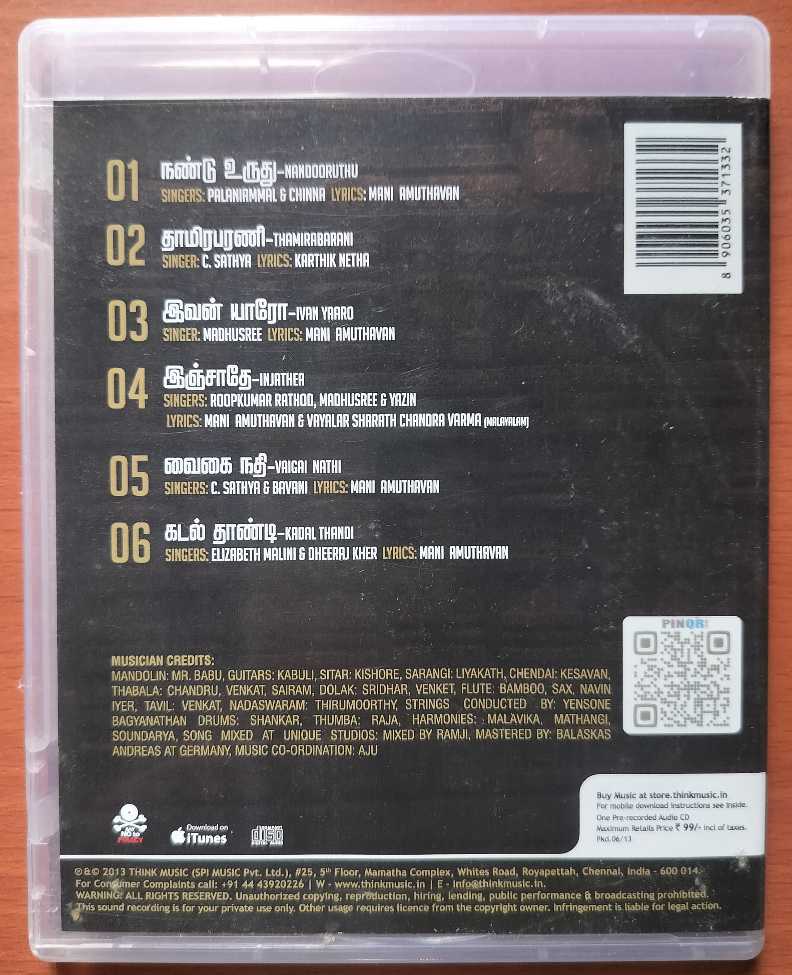 01 நண்டு உருது-NANDOORUTHU
SINGERS: PALANIAMMAL & CHINNA LYRICS: MANI AMUTHAVAN
02 தாமிரபரணி-THAMIRABARANI
SINGER: C. SATHYA LYRICS: KARTHIK NETHA
03 இவன் யாரோ-IVAN YAARO
SINGER: MADHUSREE LYRICS: MANI AMUTHAVAN
04 இஞ்சாதே-INJATHEA
SINGERS: ROOPKUMAR RATHOD, MADHUSREE & YAZIN
LYRICS: MANI AMUTHAVAN & VAYALAR SHARATH CHANDRA VARMA (MALAYALAM)
05 வைகை நதி-VAIGAI NATHI
SINGERS: C. SATHYA & BAVANI LYRICS: MANI AMUTHAVAN
06 கடல் தாண்டி-KADAL THANDI
SINGERS: ELIZABETH MALINI & DHEERAJ KHER LYRICS: MANI AMUTHAVAN
8 906035 371332
PINQR!
MUSICIAN CREDITS:
MANDOLIN: MR. BABU, GUITARS: KABULI, SITAR: KISHORE, SARANGI: LIYAKATH, CHENDAI: KESAVAN,
THABALA: CHANDRU, VENKAT, SAIRAM, DOLAK: SRIDHAR, VENKET, FLUTE: BAMBOO, SAX, NAVIN
IYER, TAVIL: VENKAT, NADASWARAM: THIRUMOORTHY, STRINGS CONDUCTED BY: YENSONE
BAGYANATHAN DRUMS: SHANKAR, THUMBA: RAJA, HARMONIES: MALAVIKA, MATHANGI,
SOUNDARYA, SONG MIXED AT UNIQUE STUDIOS: MIXED BY RAMJI, MASTERED BY: BALASKAS
ANDREAS AT GERMANY, MUSIC CO-ORDINATION: AJU
SAY NO TO PIRACY
Download on
iTunes
COMPACT disc DIGITAL AUDIO
Buy Music at store.thinkmusic.in
For mobile download instructions see inside.
One Pre-recorded Audio CD
Maximum Retails Price ₹ 99/- incl of taxes.
Pkd.06/13
℗&© 2013 THINK MUSIC (SPI MUSIC Pvt. Ltd.), #25, 5th Floor, Mamatha Complex, Whites Road, Royapettah, Chennai, India - 600 014.
For Consumer Complaints call: +91 44 43920226 | W - www.thinkmusic.in | E - info@thinkmusic.in.
WARNING: ALL RIGHTS RESERVED. Unauthorized copying, reproduction, hiring, lending, public performance & broadcasting prohibited.
This sound recording is for your private use only. Other usage requires licence from the copyright owner. Infringement is liable for legal action.